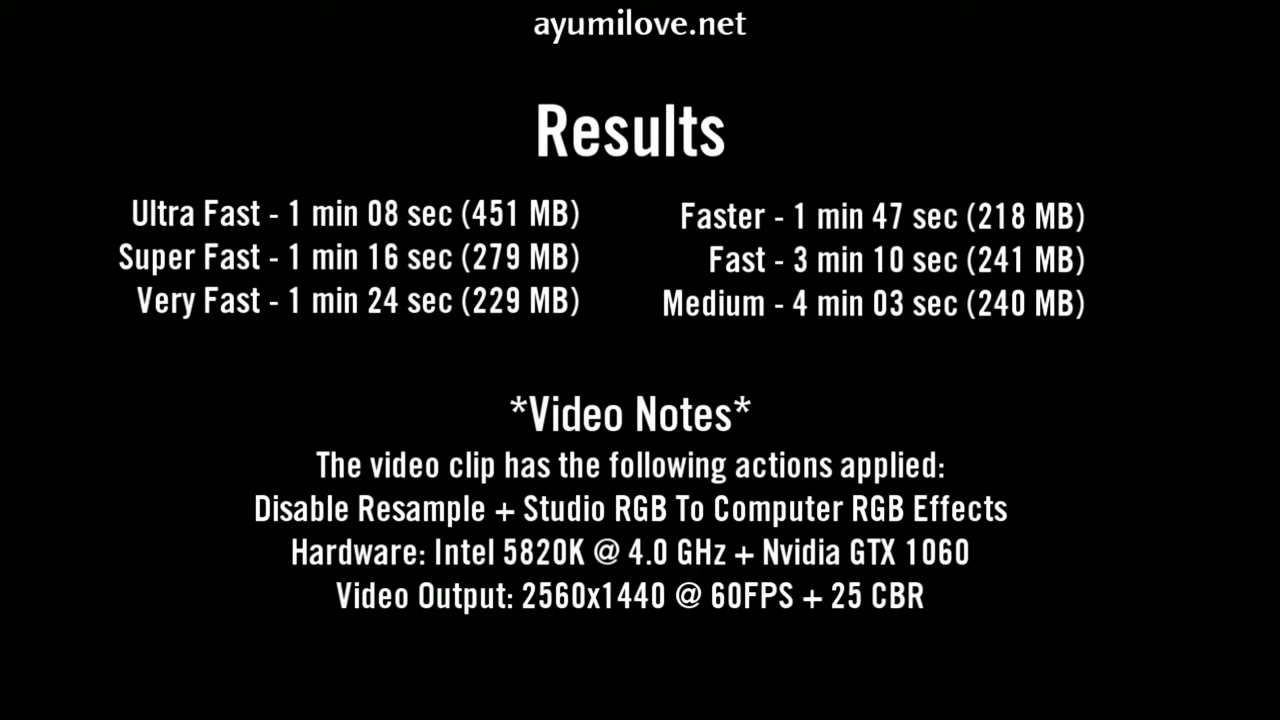 ayumilove.net
Results
Ultra Fast - 1 min 08 sec (451 MB)
Super Fast - 1 min 16 sec (279 MB)
Very Fast - 1 min 24 sec (229 MB)
Faster - 1 min 47 sec (218 MB)
Fast - 3 min 10 sec (241 MB)
Medium - 4 min 03 sec (240 MB)
*Video Notes*
The video clip has the following actions applied:
Disable Resample + Studio RGB To Computer RGB Effects
Hardware: Intel 5820K @ 4.0 GHz + Nvidia GTX 1060
Video Output: 2560x1440 @ 60FPS + 25 CBR